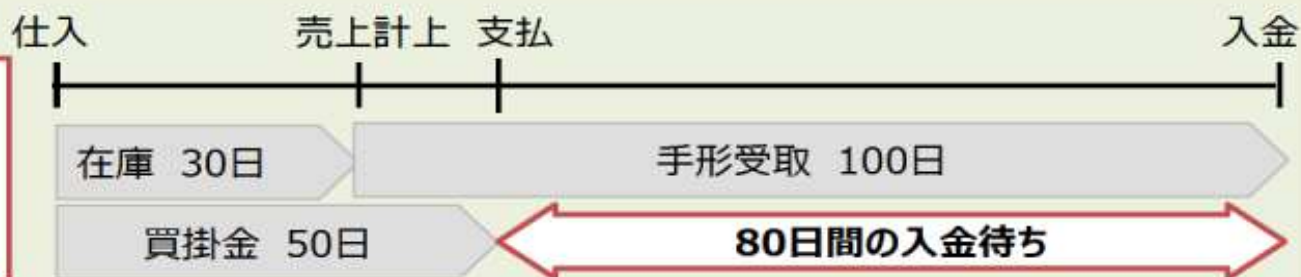 仕入 売上計上 支払 入金
在庫 30日 手形受取 100日
買掛金 50日 80日間の入金待ち